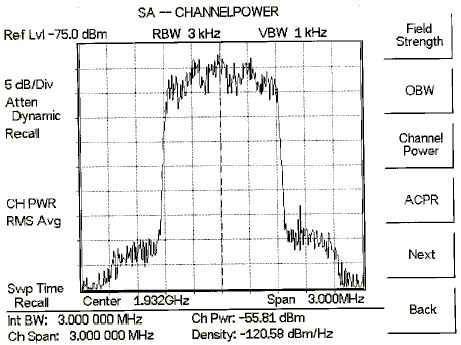 SA -- CHANNELPOWER
Ref Lvl -75.0 dBm RBW 3 kHz VBW 1 kHz
5 dB/Div
Atten
Dynamic
Recall
CH PWR
RMS Avg
Swp Time
Recall
Center 1.932GHz Span 3.000MHz
Int BW: 3.000 000 MHz Ch Pwr: -55.81 dBm
Ch Span: 3.000 000 MHz Density: -120.58 dBm/Hz
Field
Strength
OBW
Channel
Power
ACPR
Next
Back